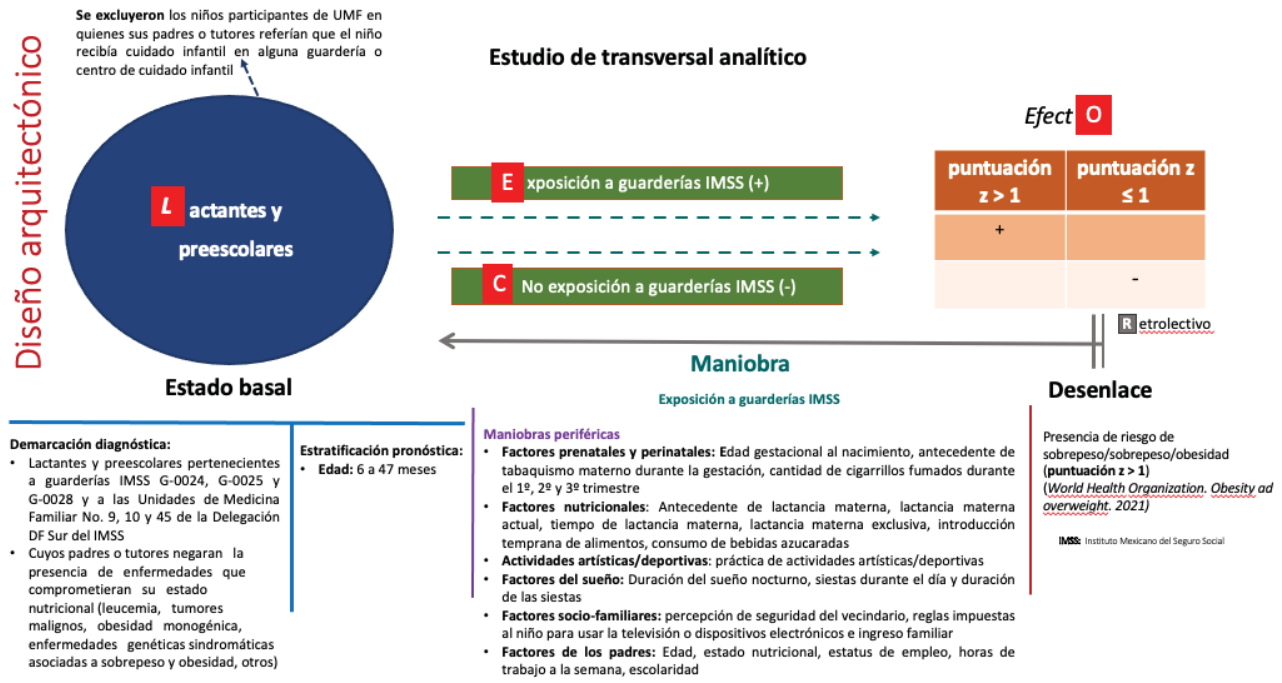 Diseño arquitectónico
Se excluyeron los niños participantes de UMF en
quienes sus padres o tutores referían que el niño
recibía cuidado infantil en alguna guardería o
centro de cuidado infantil
Estudio de transversal analítico
Lactantes y
preescolares
Exposición a guarderías IMSS (+)
C No exposición a guarderías IMSS (-)
Efect O
puntuación
z > 1
puntuación z
≤ 1
+
-
Retrolectivo
Estado basal
Maniobra
Exposición a guarderías IMSS
Desenlace
Demarcación diagnóstica:
• Lactantes y preescolares pertenecientes
a guarderías IMSS G-0024, G-0025 y
G-0028 y a las Unidades de Medicina
Familiar No. 9, 10 y 45 de la Delegación
DF Sur del IMSS
• Cuyos padres o tutores negaran la
presencia de enfermedades que
comprometieran su estado
nutricional (leucemia, tumores
malignos, obesidad monogénica,
enfermedades genéticas sindromáticas
asociadas a sobrepeso y obesidad, otros)
Estratificación pronóstica:
• Edad: 6 a 47 meses
Maniobras periféricas
• Factores prenatales y perinatales: Edad gestacional al nacimiento, antecedente de
tabaquismo materno durante la gestación, cantidad de cigarrillos fumados durante
el 1º, 2º y 3º trimestre
• Factores nutricionales: Antecedente de lactancia materna, lactancia materna
actual, tiempo de lactancia materna, lactancia materna exclusiva, introducción
temprana de alimentos, consumo de bebidas azucaradas
• Actividades artísticas/deportivas: práctica de actividades artísticas/deportivas
• Factores del sueño: Duración del sueño nocturno, siestas durante el día y duración
de las siestas
• Factores socio-familiares: percepción de seguridad del vecindario, reglas impuestas
al niño para usar la televisión o dispositivos electrónicos e ingreso familiar
• Factores de los padres: Edad, estado nutricional, estatus de empleo, horas de
trabajo a la semana, escolaridad
Presencia de riesgo de
sobrepeso/sobrepeso/obesidad
(puntuación z > 1)
(World Health Organization. Obesity ad
overweight. 2021)
IMSS: Instituto Mexicano del Seguro Social